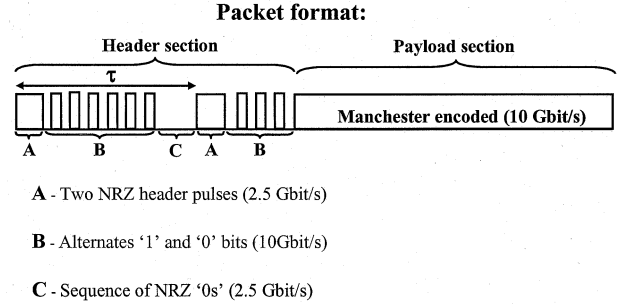 Packet format:
Header section
Payload section
τ
Manchester encoded (10 Gbit/s)
A B C A B
A - Two NRZ header pulses (2.5 Gbit/s)
B - Alternates ‘1’ and ‘0’ bits (10Gbit/s)
C - Sequence of NRZ ‘0s’ (2.5 Gbit/s)